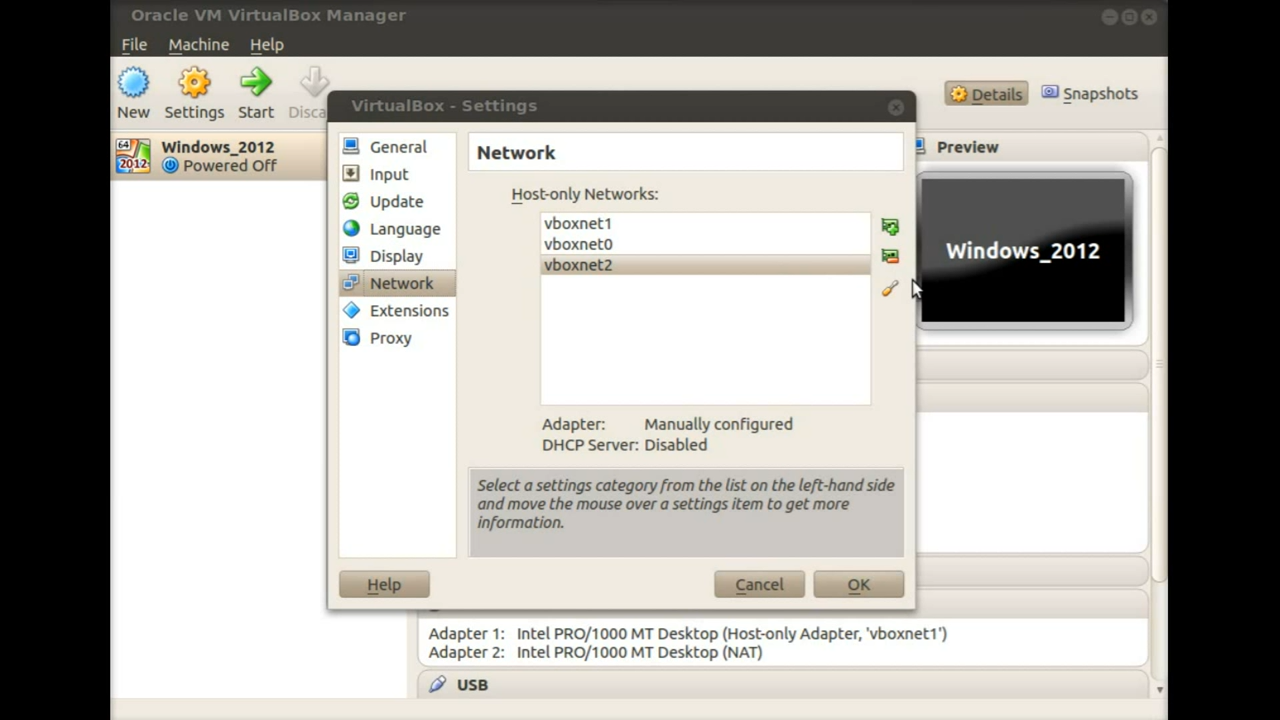 Oracle VM VirtualBox Manager
File Machine Help
New Settings Start Disca
Details Snapshots
64 2012
Windows_2012
Powered Off
VirtualBox - Settings
General
Input
Update
Language
Display
Network
Extensions
Proxy
Network
Host-only Networks:
vboxnet1
vboxnet0
vboxnet2
Adapter: Manually configured
DHCP Server: Disabled
Select a settings category from the list on the left-hand side
and move the mouse over a settings item to get more
information.
Help Cancel OK
Preview
Windows_2012
Adapter 1: Intel PRO/1000 MT Desktop (Host-only Adapter, 'vboxnet1')
Adapter 2: Intel PRO/1000 MT Desktop (NAT)
USB